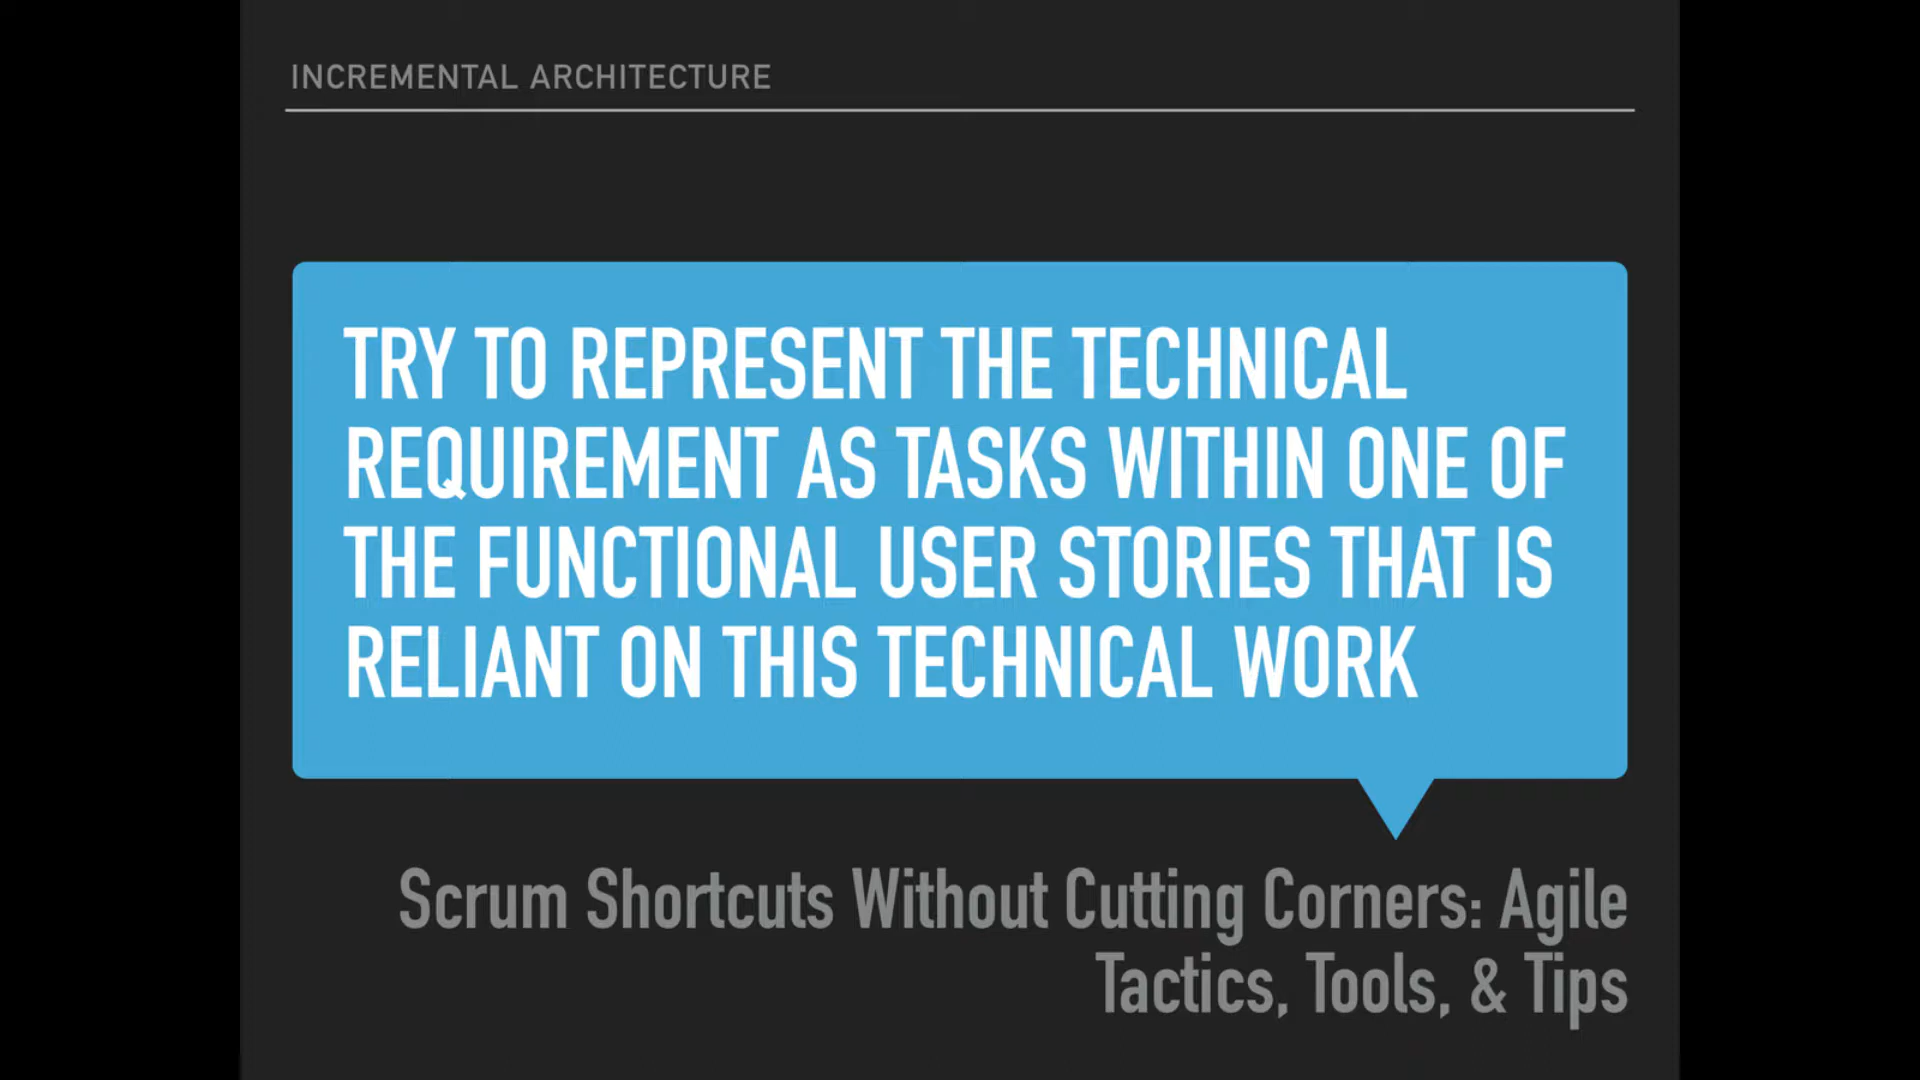 INCREMENTAL ARCHITECTURE
TRY TO REPRESENT THE TECHNICAL
REQUIREMENT AS TASKS WITHIN ONE OF
THE FUNCTIONAL USER STORIES THAT IS
RELIANT ON THIS TECHNICAL WORK
Scrum Shortcuts Without Cutting Corners: Agile
Tactics, Tools, & Tips